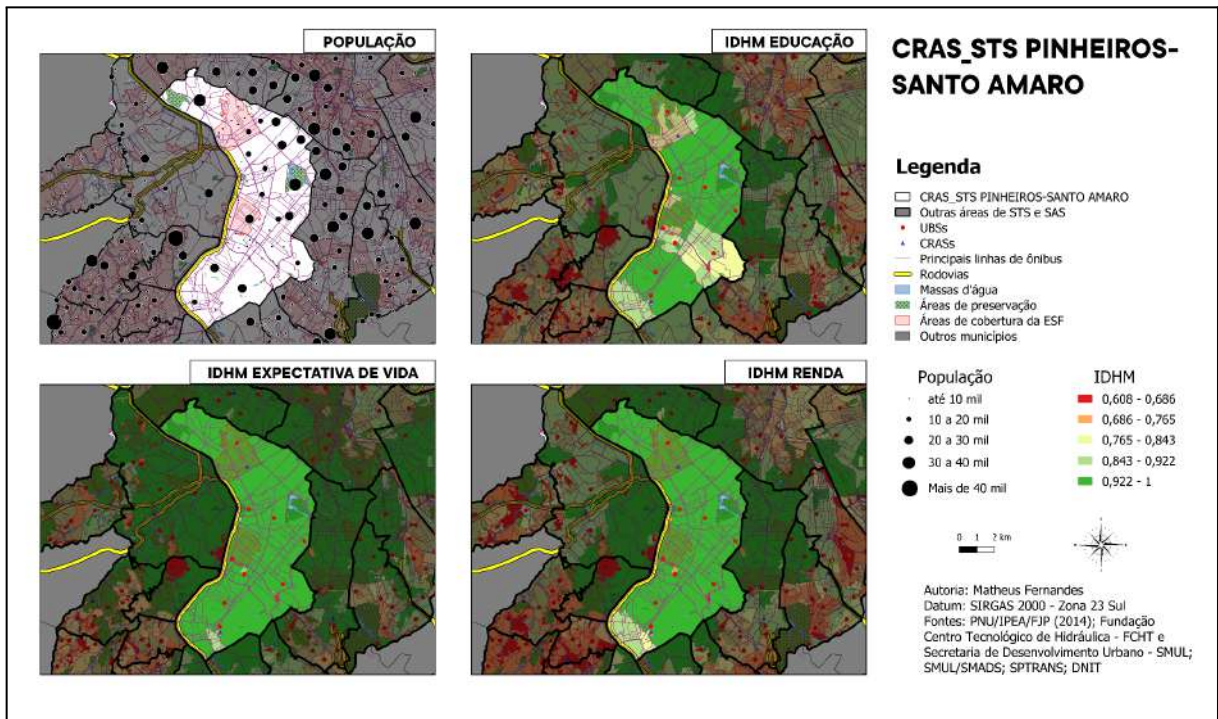 POPULAÇÃO
IDHM EDUCAÇÃO
IDHM EXPECTATIVA DE VIDA
IDHM RENDA
CRAS_STS PINHEIROS-
SANTO AMARO
Legenda
CRAS_STS PINHEIROS-SANTO AMARO
Outras áreas de STS e SAS
UBSs
CRASs
Principais linhas de ônibus
Rodovias
Massas d'água
Áreas de preservação
Áreas de cobertura da ESF
Outros municípios
População
até 10 mil
10 a 20 mil
20 a 30 mil
30 a 40 mil
Mais de 40 mil
IDHM
0,608 - 0,686
0,686 - 0,765
0,765 - 0,843
0,843 - 0,922
0,922 - 1
0 1 2 km
Autoria: Matheus Fernandes
Datum: SIRGAS 2000 - Zona 23 Sul
Fontes: PNU/IPEA/FJP (2014); Fundação
Centro Tecnológico de Hidráulica - FCHT e
Secretaria de Desenvolvimento Urbano - SMUL;
SMUL/SMADS; SPTRANS; DNIT